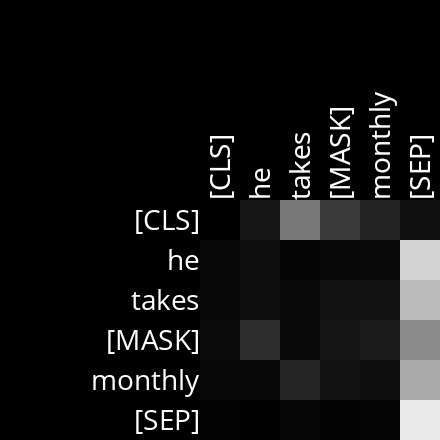 [CLS]
he
takes
[MASK]
monthly
[SEP]
[CLS]
he
takes
[MASK]
monthly
[SEP]